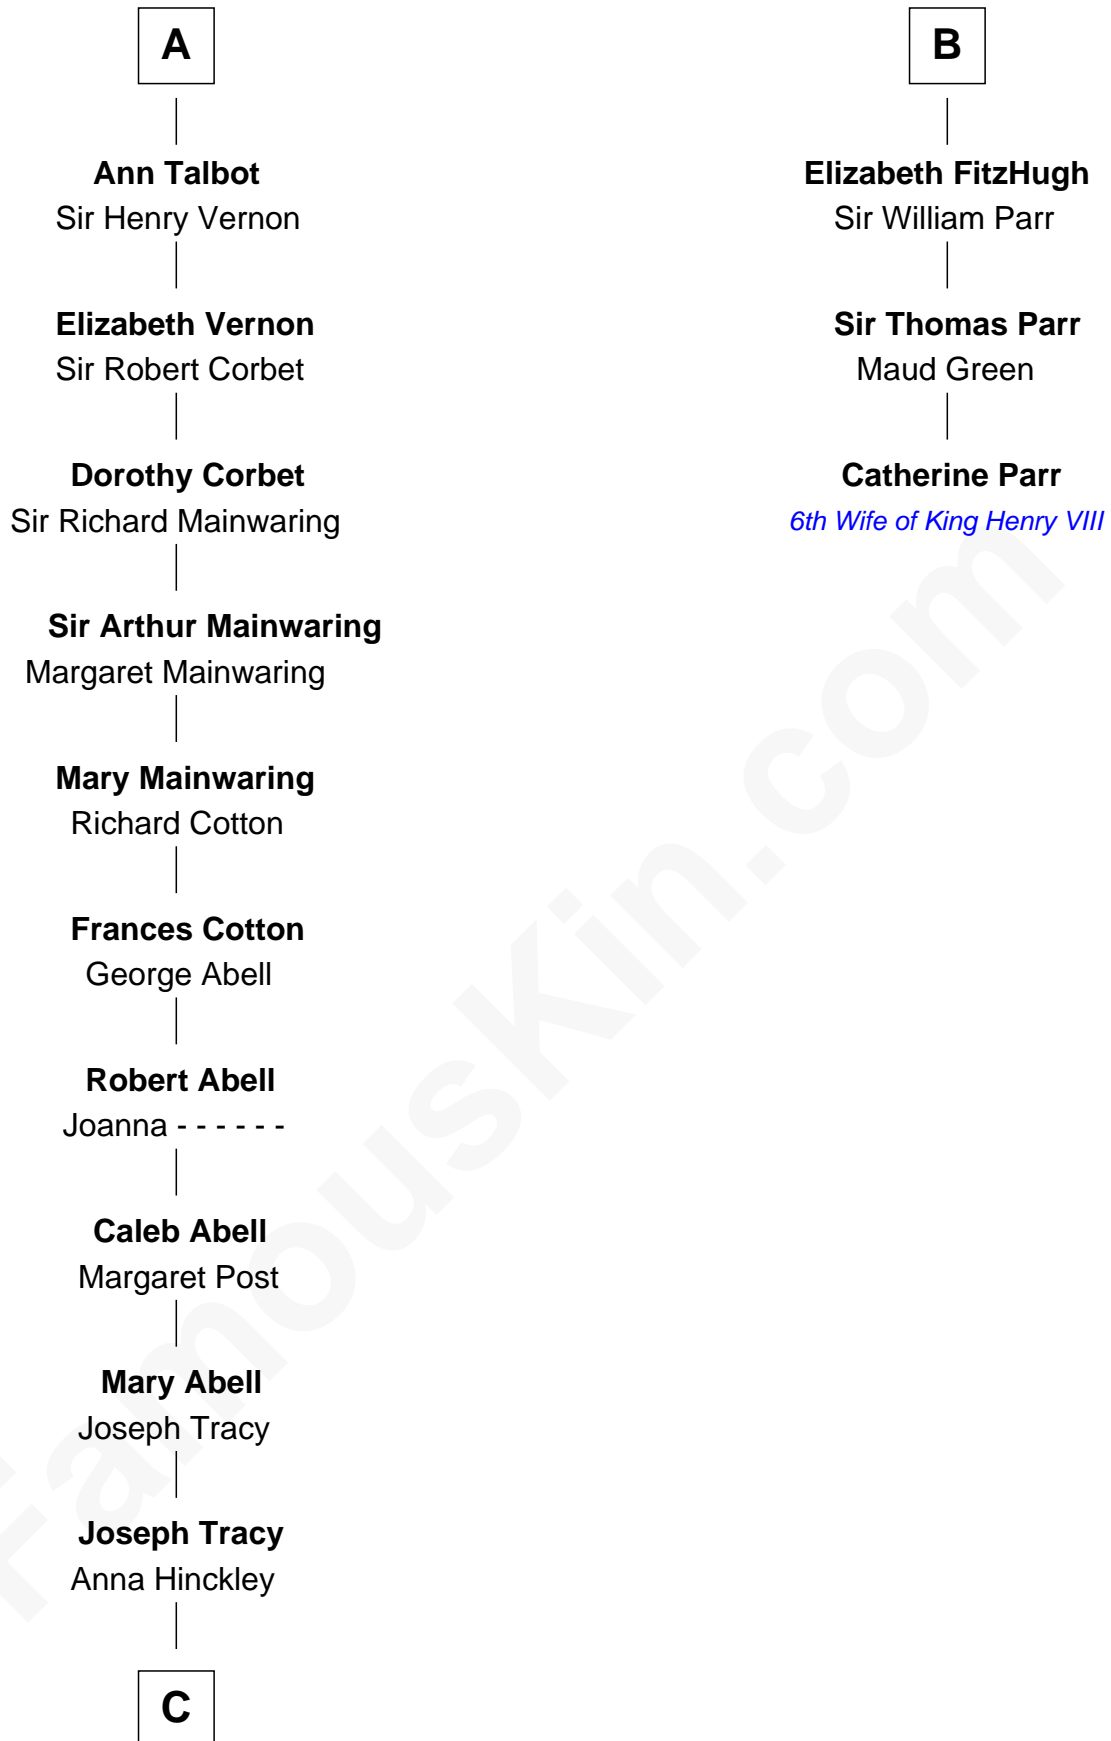 A
Ann Talbot
Sir Henry Vernon
Elizabeth Vernon
Sir Robert Corbet
Dorothy Corbet
Sir Richard Mainwaring
Sir Arthur Mainwaring
Margaret Mainwaring
Mary Mainwaring
Richard Cotton
Frances Cotton
George Abell
Robert Abell
Joanna - - - - - -
Caleb Abell
Margaret Post
Mary Abell
Joseph Tracy
Joseph Tracy
Anna Hinckley
C
B
Elizabeth FitzHugh
Sir William Parr
Sir Thomas Parr
Maud Green
Catherine Parr
6th Wife of King Henry VIII
FamousKin.com